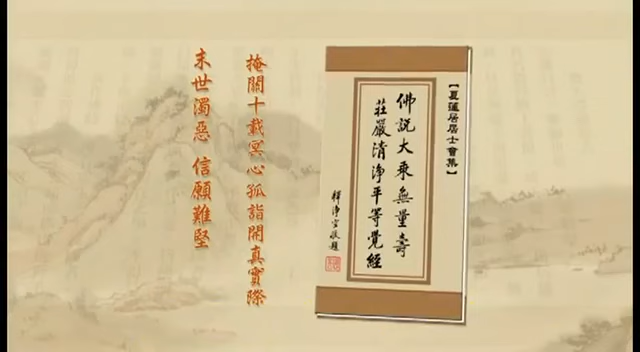 【夏蓮居居士會集】
佛說大乘無量壽
莊嚴清淨平等覺經
釋淨空敬題
掩關十載冥心孤詣開真實際
末世濁惡 信願難堅